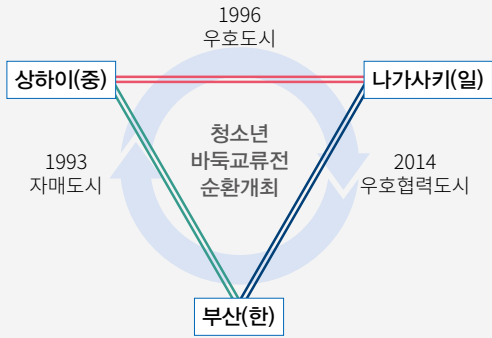 1996
우호도시
상하이(중)
나가사키(일)
청소년
바둑교류전
순환개최
1993
자매도시
2014
우호협력도시
부산(한)